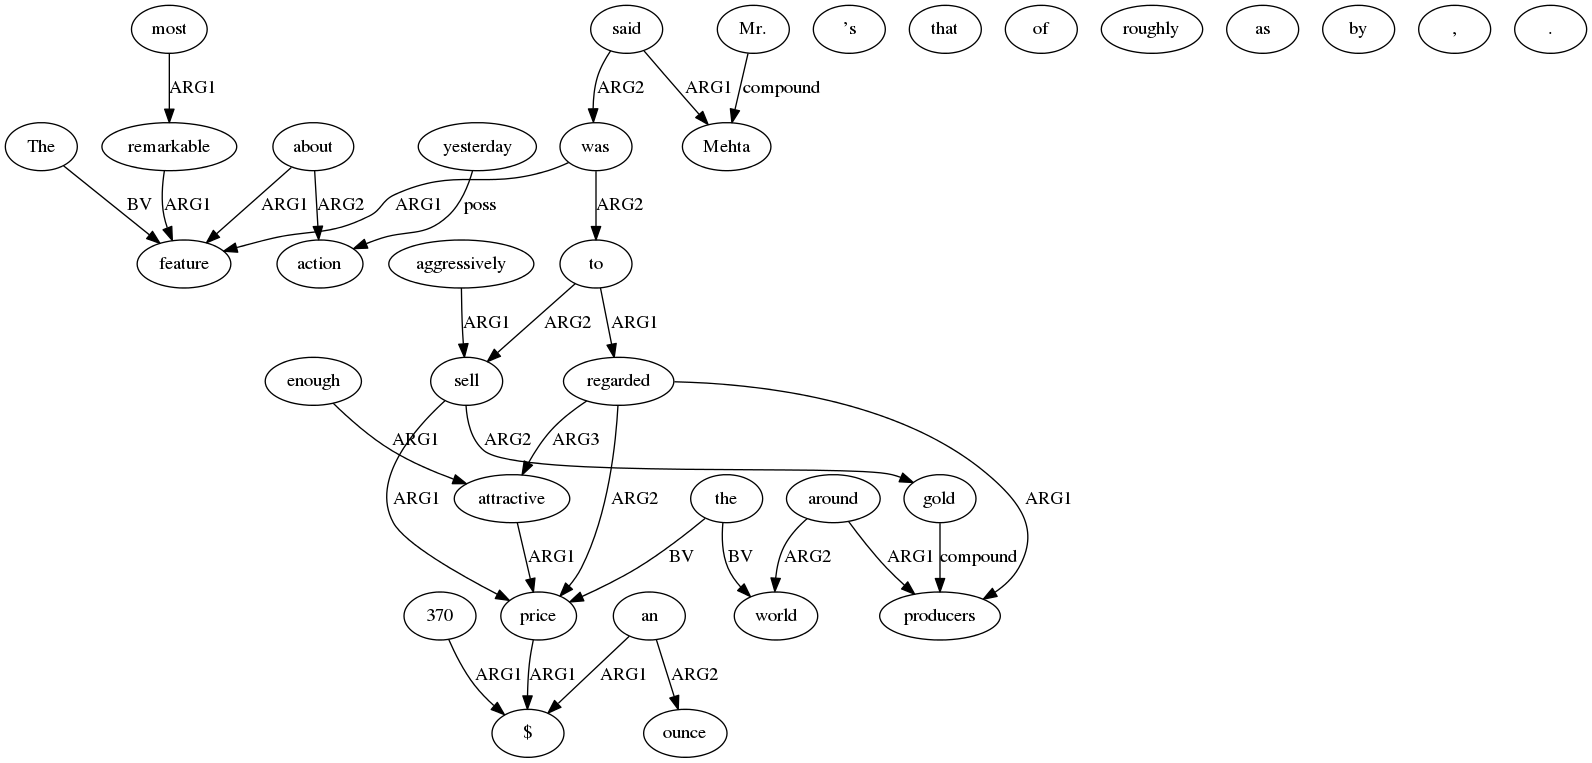 most said Mr. ’s that of roughly as by , .
ARG1 ARG2 ARG1 compound
The remarkable about yesterday was Mehta
BV ARG1 ARG1 ARG2 ARG1 poss ARG2
feature action aggressively to
ARG1 ARG2 ARG1
enough sell regarded
ARG1 ARG2 ARG3
attractive the around gold
ARG1 ARG1 ARG2 BV BV ARG2 ARG1 compound ARG1
370 price an world producers
ARG1 ARG1 ARG1 ARG2
$ ounce